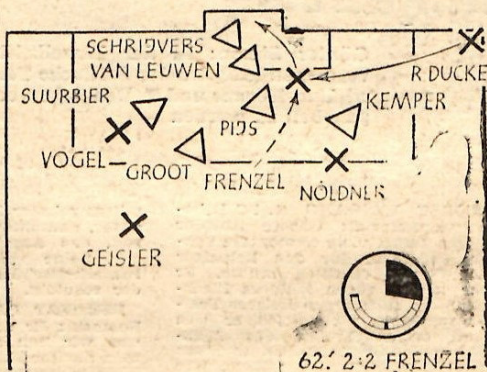 SCHRIJVERS
VAN LEUWEN
R DUCKE
SUURBIER
KEMPER
PIJS
VOGEL
GROOT
FRENZEL
NÖLDNER
GEISLER
62.' 2:2 FRENZEL